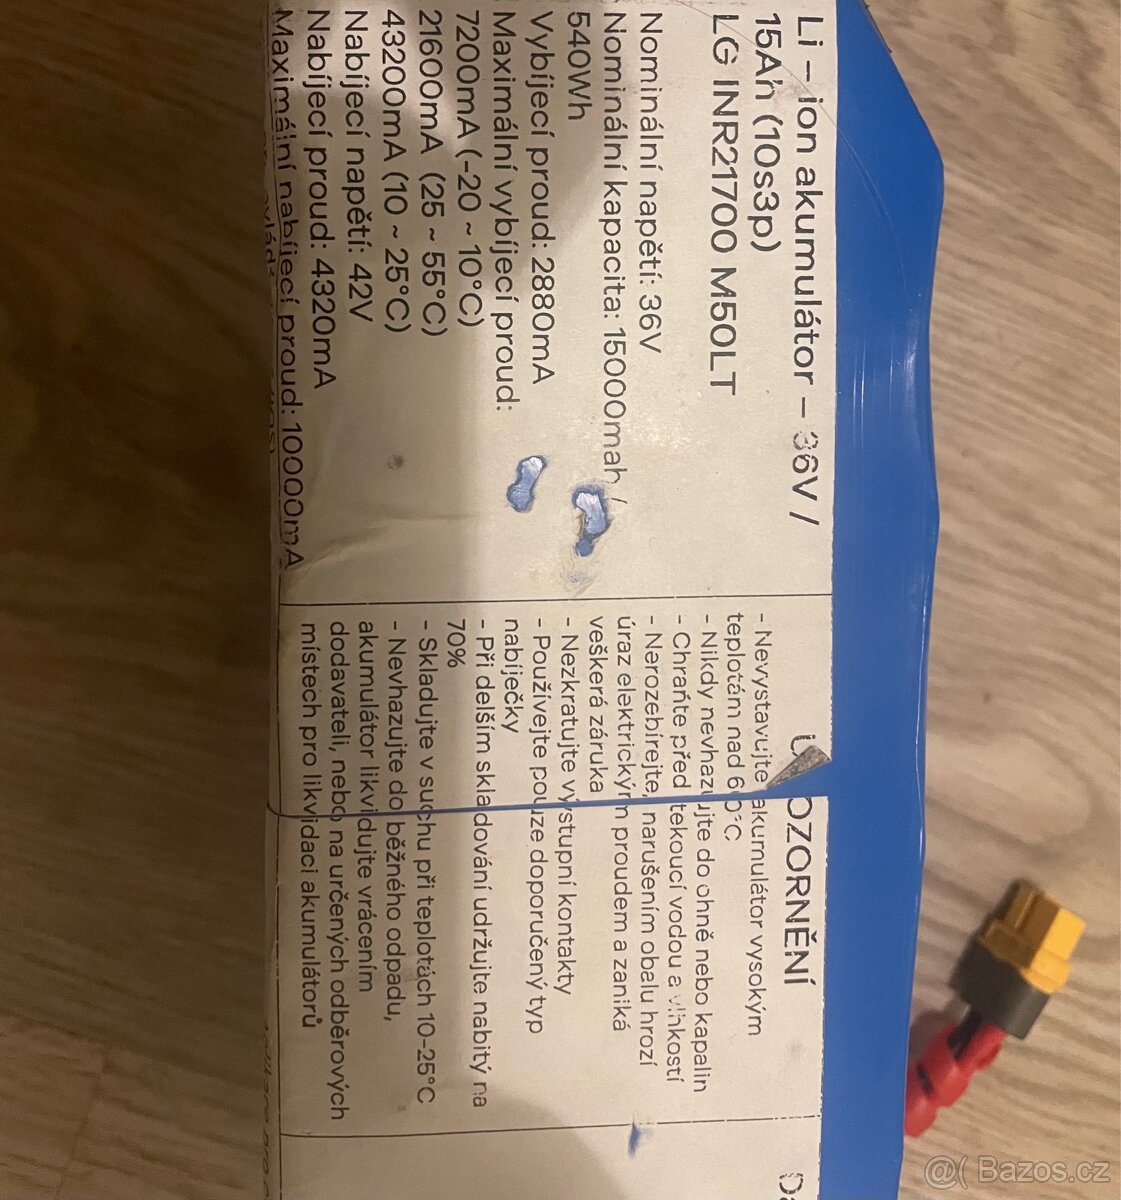 Li – ion akumulátor – 36V /
15Ah (10s3p)
LG INR21700 M50LT
Nominální napětí: 36V
Nominální kapacita: 15000mah /
540Wh
Vybíjecí proud: 2880mA
Maximální vybíjecí proud:
7200mA (-20 ~ 10°C)
21600mA (25 ~ 55°C)
43200mA (10 ~ 25°C)
Nabíjecí napětí: 42V
Nabíjecí proud: 4320mA
Maximální nabíjecí proud: 10000mA
UPOZORNĚNÍ
- Nevystavujte akumulátor vysokým
teplotám nad 60°C
- Nikdy nevhazujte do ohně nebo kapalin
- Chraňte před tekoucí vodou a vlhkostí
- Nerozebírejte, narušením obalu hrozí
úraz elektrickým proudem a zaniká
veškerá záruka
- Nezkratujte výstupní kontakty
- Používejte pouze doporučený typ
nabíječky
- Při delším skladování udržujte nabitý na
70%
- Skladujte v suchu při teplotách 10-25°C
- Nevhazujte do běžného odpadu,
akumulátor likvidujte vrácením
dodavateli, nebo na určených odběrových
místech pro likvidaci akumulátorů
@( Bazos.cz